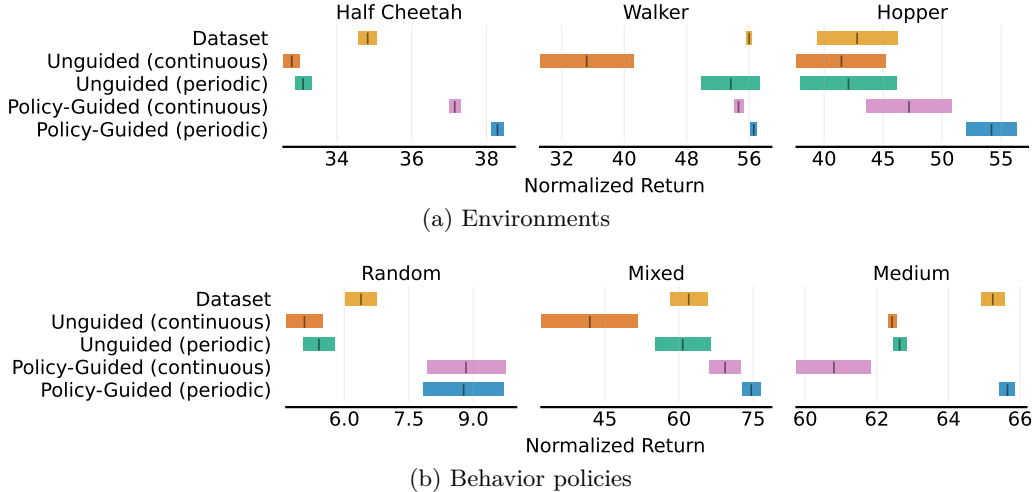 Half Cheetah Walker Hopper
Dataset
Unguided (continuous)
Unguided (periodic)
Policy-Guided (continuous)
Policy-Guided (periodic)
34 36 38 32 40 48 56 40 45 50 55
Normalized Return
(a) Environments
Random Mixed Medium
Dataset
Unguided (continuous)
Unguided (periodic)
Policy-Guided (continuous)
Policy-Guided (periodic)
6.0 7.5 9.0 45 60 75 60 62 64 66
Normalized Return
(b) Behavior policies